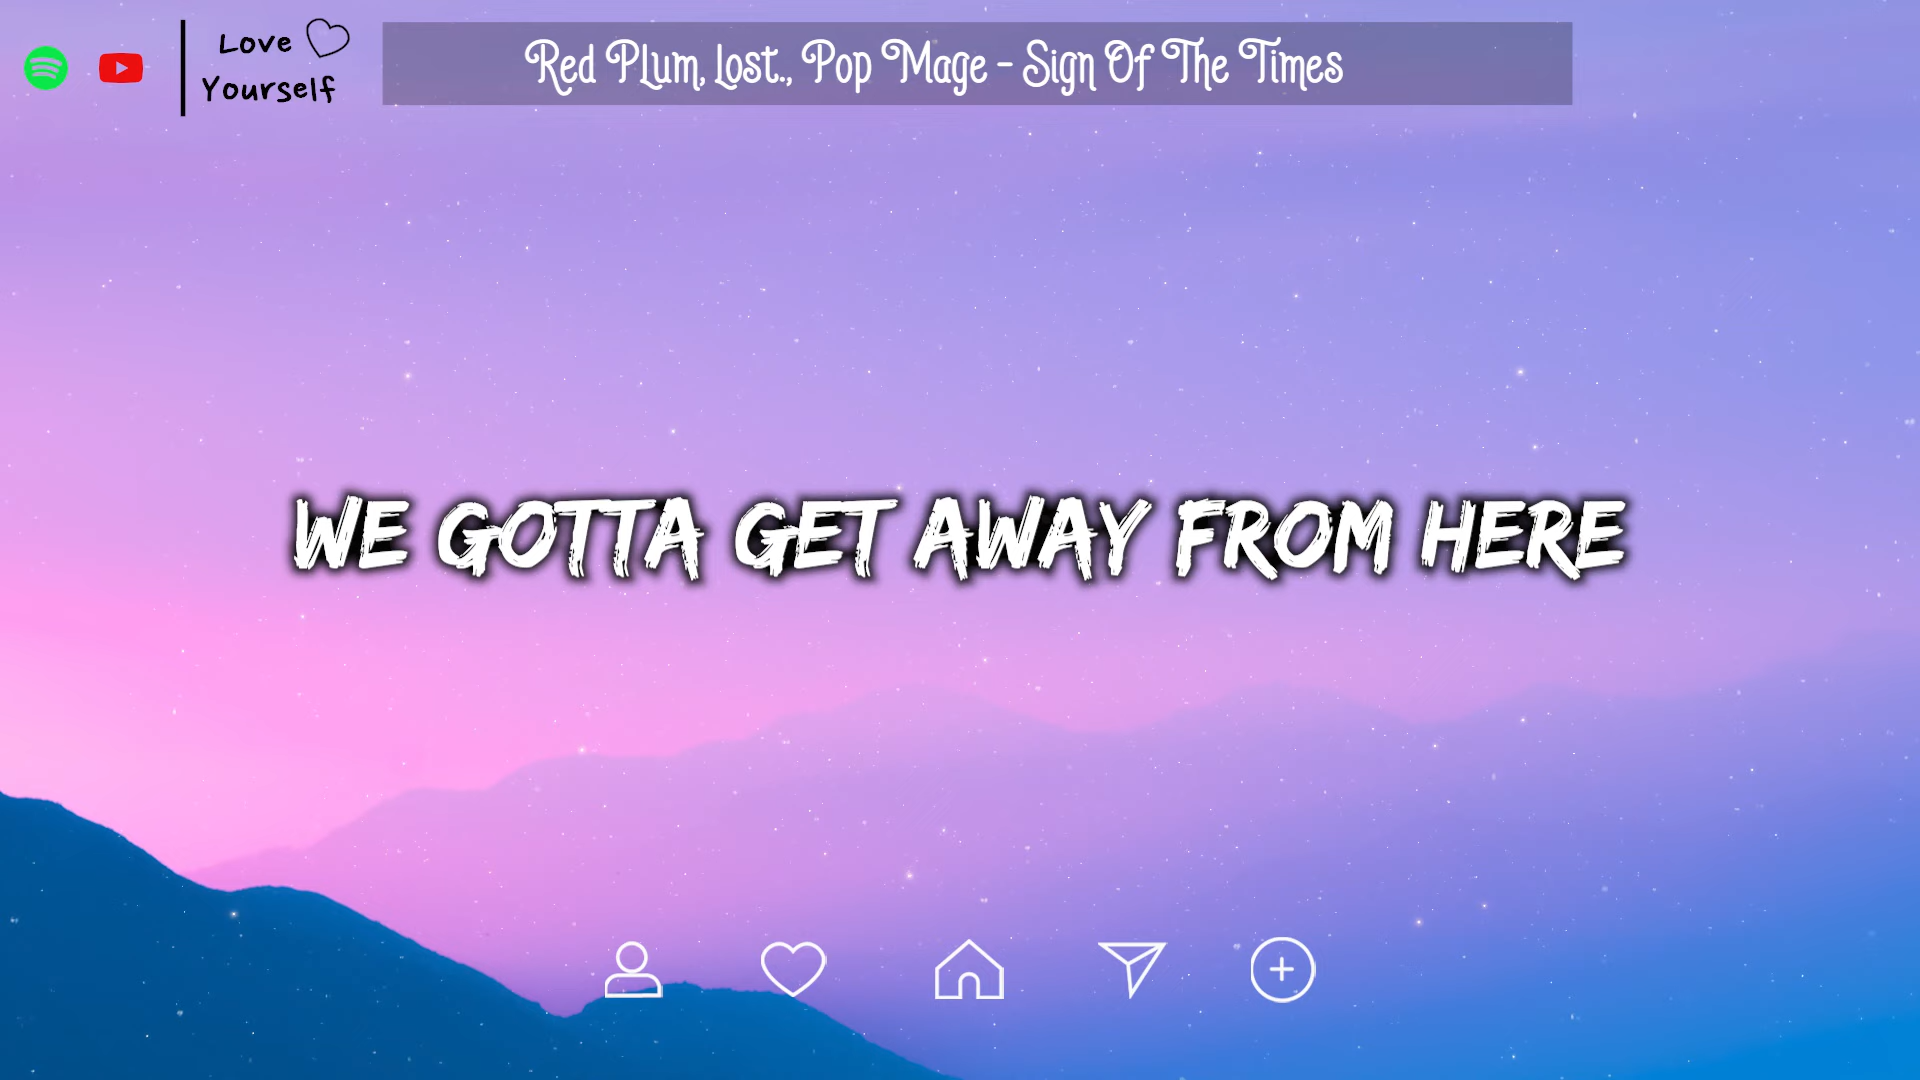 Love
Yourself
Red Plum, Lost., Pop Mage - Sign Of The Times
WE GOTTA GET AWAY FROM HERE